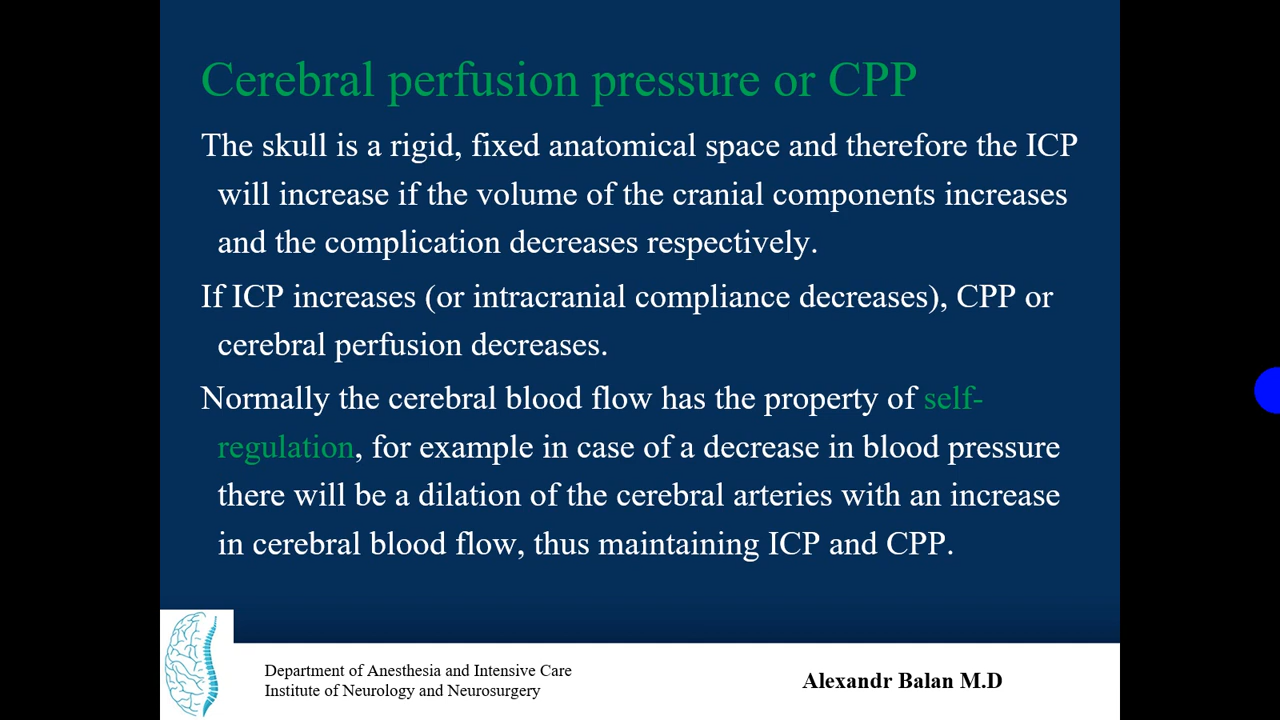 Cerebral perfusion pressure or CPP
The skull is a rigid, fixed anatomical space and therefore the ICP
will increase if the volume of the cranial components increases
and the complication decreases respectively.
If ICP increases (or intracranial compliance decreases), CPP or
cerebral perfusion decreases.
Normally the cerebral blood flow has the property of self-
regulation, for example in case of a decrease in blood pressure
there will be a dilation of the cerebral arteries with an increase
in cerebral blood flow, thus maintaining ICP and CPP.
Department of Anesthesia and Intensive Care
Institute of Neurology and Neurosurgery
Alexandr Balan M.D